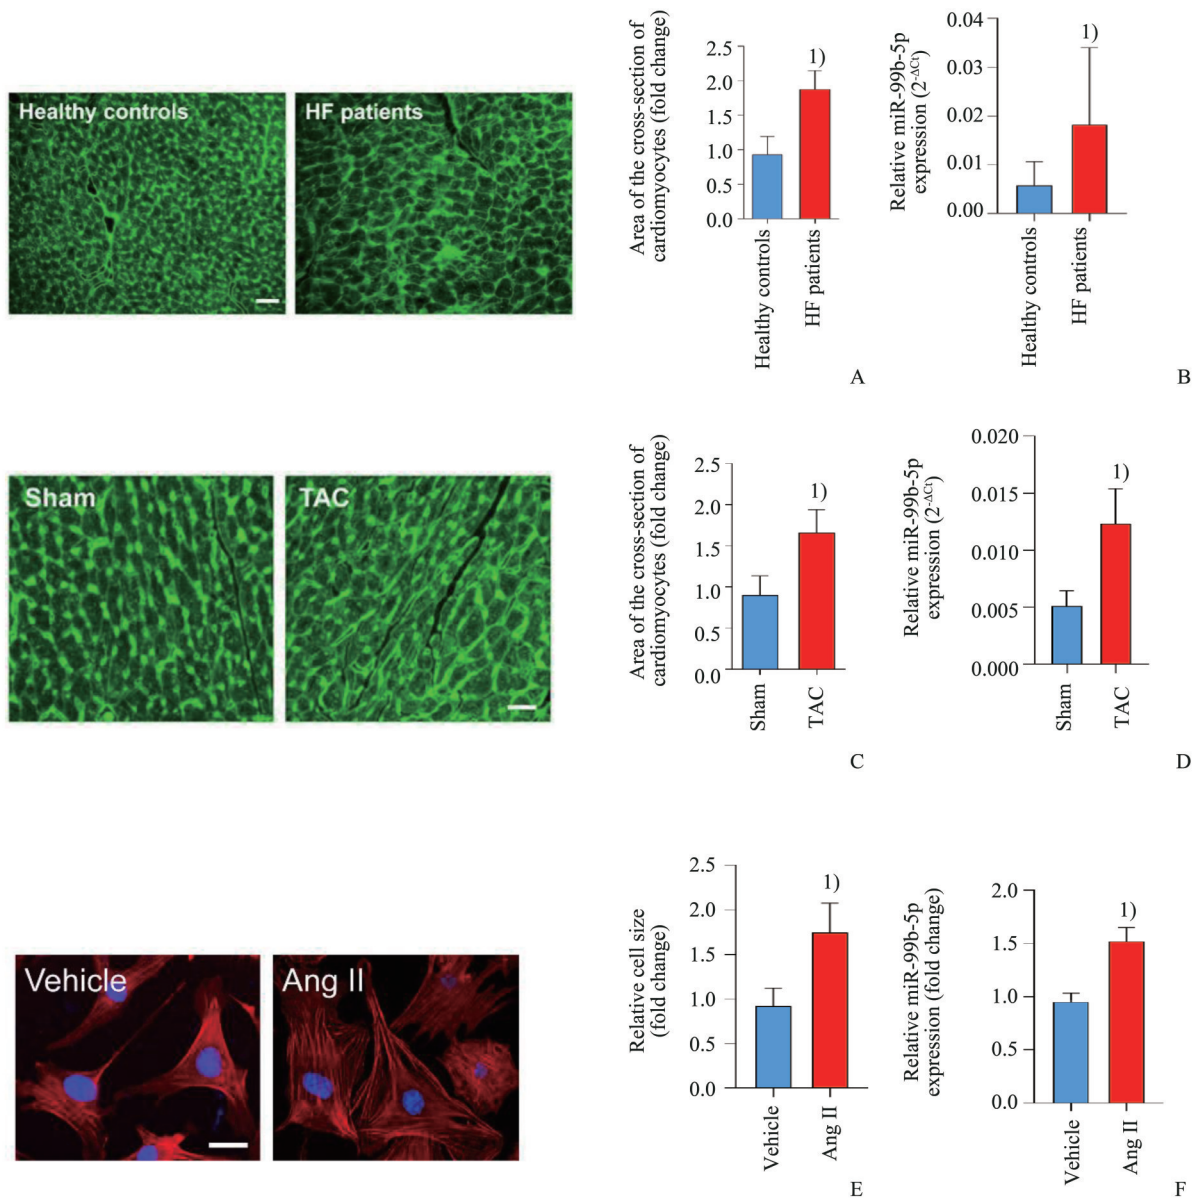 Healthy controls
HF patients
Area of the cross-section of
cardiomyocytes (fold change)
2.5
2.0
1.5
1.0
0.5
0.0
1)
Healthy controls
HF patients
A
Relative miR-99b-5p
expression (2-ΔCt)
0.04
0.03
0.02
0.01
0.00
1)
Healthy controls
HF patients
B
Sham
TAC
Area of the cross-section of
cardiomyocytes (fold change)
2.5
2.0
1.5
1.0
0.5
0.0
1)
Sham
TAC
C
Relative miR-99b-5p
expression (2-ΔCt)
0.020
0.015
0.010
0.005
0.000
1)
Sham
TAC
D
Vehicle
Ang II
Relative cell size
(fold change)
2.5
2.0
1.5
1.0
0.5
0.0
1)
Vehicle
Ang II
E
Relative miR-99b-5p
expression (fold change)
2.0
1.5
1.0
0.5
0.0
1)
Vehicle
Ang II
F